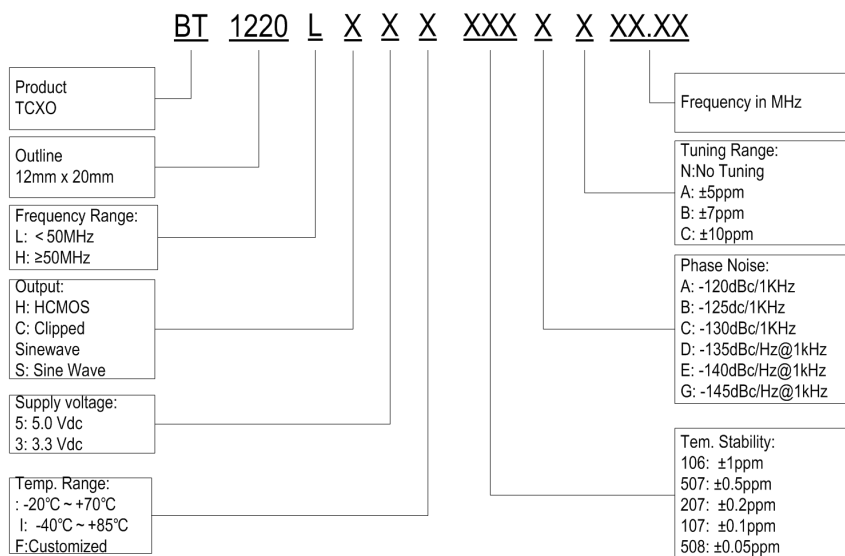 BT 1220 L X X X XXX X X XX.XX
Product
TCXO
Outline
12mm x 20mm
Frequency Range:
L: < 50MHz
H: ≥50MHz
Output:
H: HCMOS
C: Clipped
Sinewave
S: Sine Wave
Supply voltage:
5: 5.0 Vdc
3: 3.3 Vdc
Temp. Range:
: -20℃ ~ +70℃
I: -40℃ ~ +85℃
F:Customized
Frequency in MHz
Tuning Range:
N:No Tuning
A: ±5ppm
B: ±7ppm
C: ±10ppm
Phase Noise:
A: -120dBc/1KHz
B: -125dc/1KHz
C: -130dBc/1KHz
D: -135dBc/Hz@1kHz
E: -140dBc/Hz@1kHz
G: -145dBc/Hz@1kHz
Tem. Stability:
106: ±1ppm
507: ±0.5ppm
207: ±0.2ppm
107: ±0.1ppm
508: ±0.05ppm